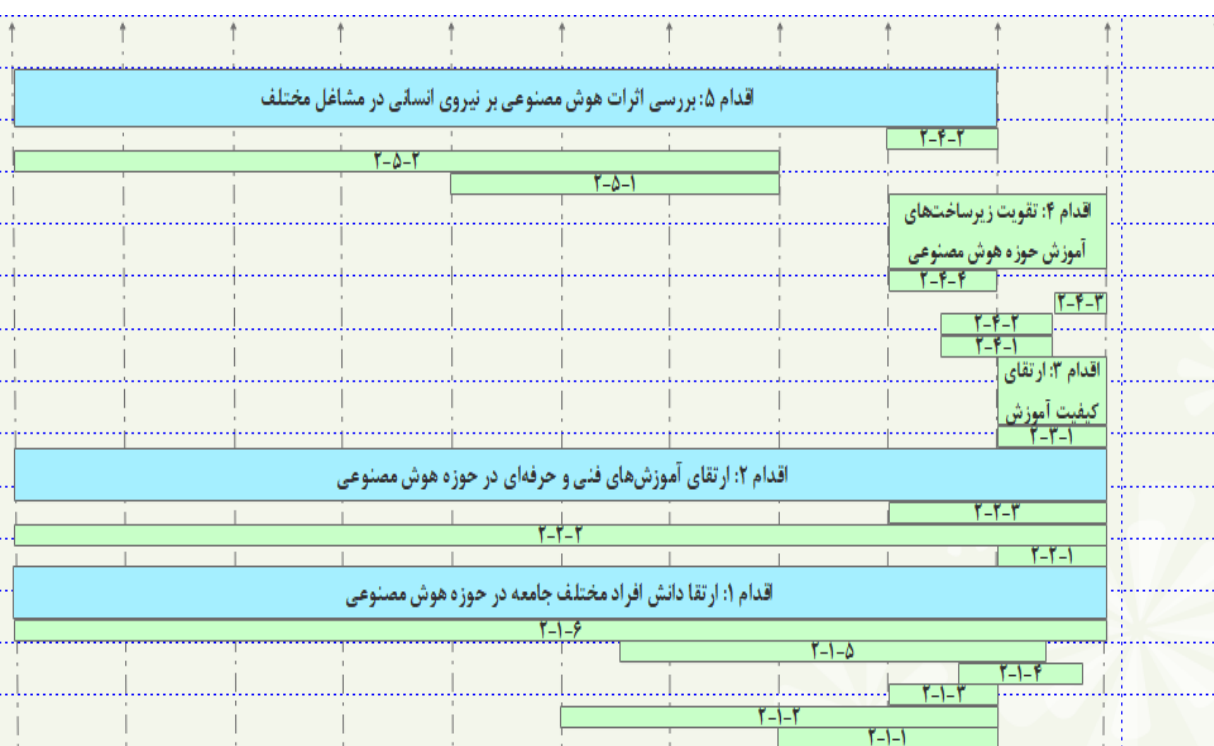 اقدام ۵: بررسی اثرات هوش مصنوعی بر نیروی انسانی در مشاغل مختلف
۲-۴-۲
۲-۵-۲
۲-۵-۱
اقدام ۴: تقویت زیرساخت‌های
آموزش حوزه هوش مصنوعی
۲-۴-۴
۲-۴-۳
۲-۴-۲
۲-۴-۱
اقدام ۳: ارتقای
کیفیت آموزش
۲-۳-۱
اقدام ۲: ارتقای آموزش‌های فنی و حرفه‌ای در حوزه هوش مصنوعی
۲-۲-۳
۲-۲-۲
۲-۲-۱
اقدام ۱: ارتقا دانش افراد مختلف جامعه در حوزه هوش مصنوعی
۲-۱-۶
۲-۱-۵
۲-۱-۴
۲-۱-۳
۲-۱-۲
۲-۱-۱